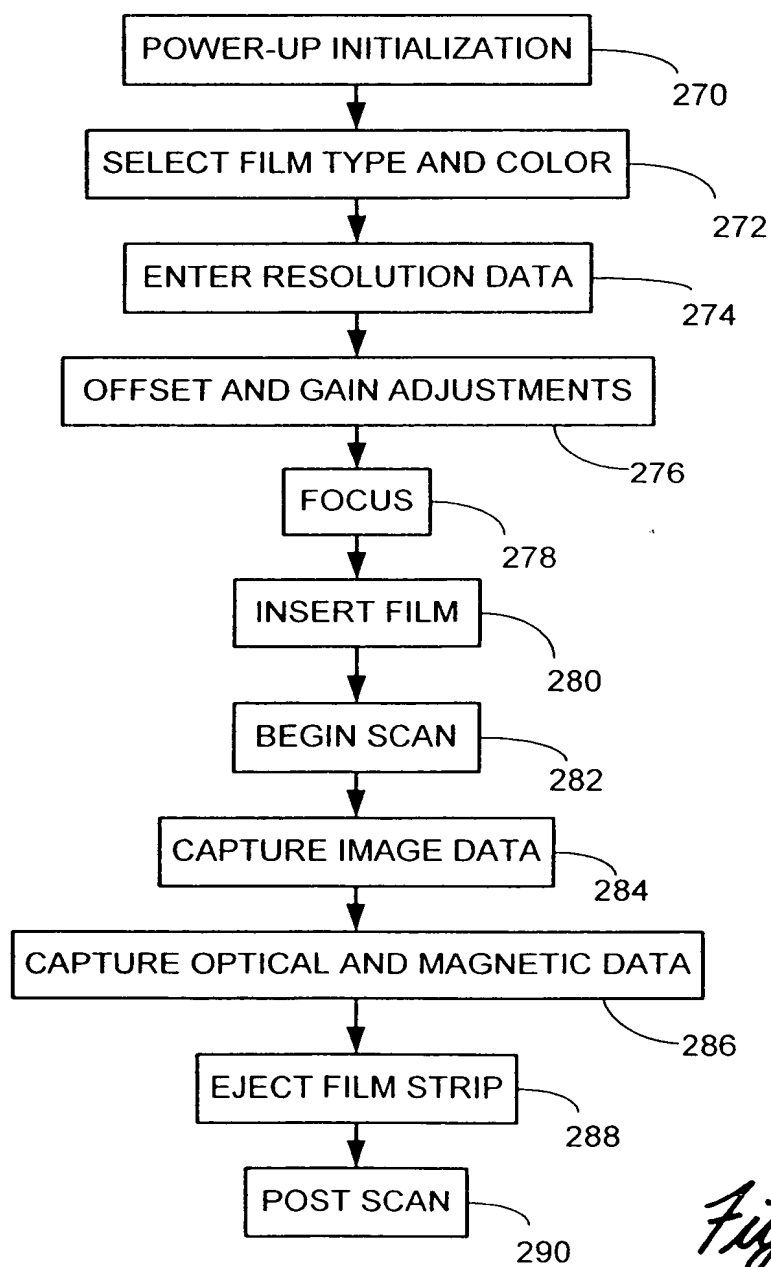 POWER-UP INITIALIZATION
270
SELECT FILM TYPE AND COLOR
272
ENTER RESOLUTION DATA
274
OFFSET AND GAIN ADJUSTMENTS
276
FOCUS
278
INSERT FILM
280
BEGIN SCAN
282
CAPTURE IMAGE DATA
284
CAPTURE OPTICAL AND MAGNETIC DATA
286
EJECT FILM STRIP
288
POST SCAN
290